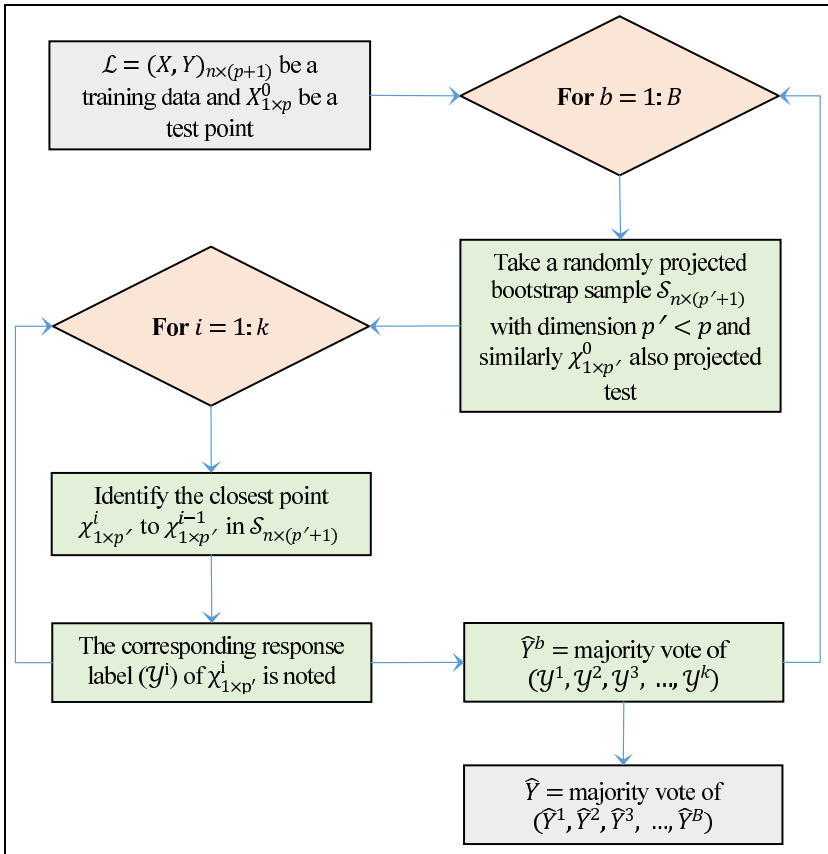 ℒ = (X, Y)ₙ×₍ₚ₊₁₎ be a
training data and X⁰₁×ₚ be a
test point
For b = 1: B
Take a randomly projected
bootstrap sample 𝒮ₙ×₍ₚ′₊₁₎
with dimension p′ < p and
similarly χ⁰₁×ₚ′ also projected
test
For i = 1: k
Identify the closest point
χⁱ₁×ₚ′ to χⁱ⁻¹₁×ₚ′ in 𝒮ₙ×₍ₚ′₊₁₎
The corresponding response
label (𝒴ⁱ) of χⁱ₁×ₚ′ is noted
Ŷᵇ = majority vote of
(𝒴¹, 𝒴², 𝒴³, …, 𝒴ᵏ)
Ŷ = majority vote of
(Ŷ¹, Ŷ², Ŷ³, …, Ŷᴮ)